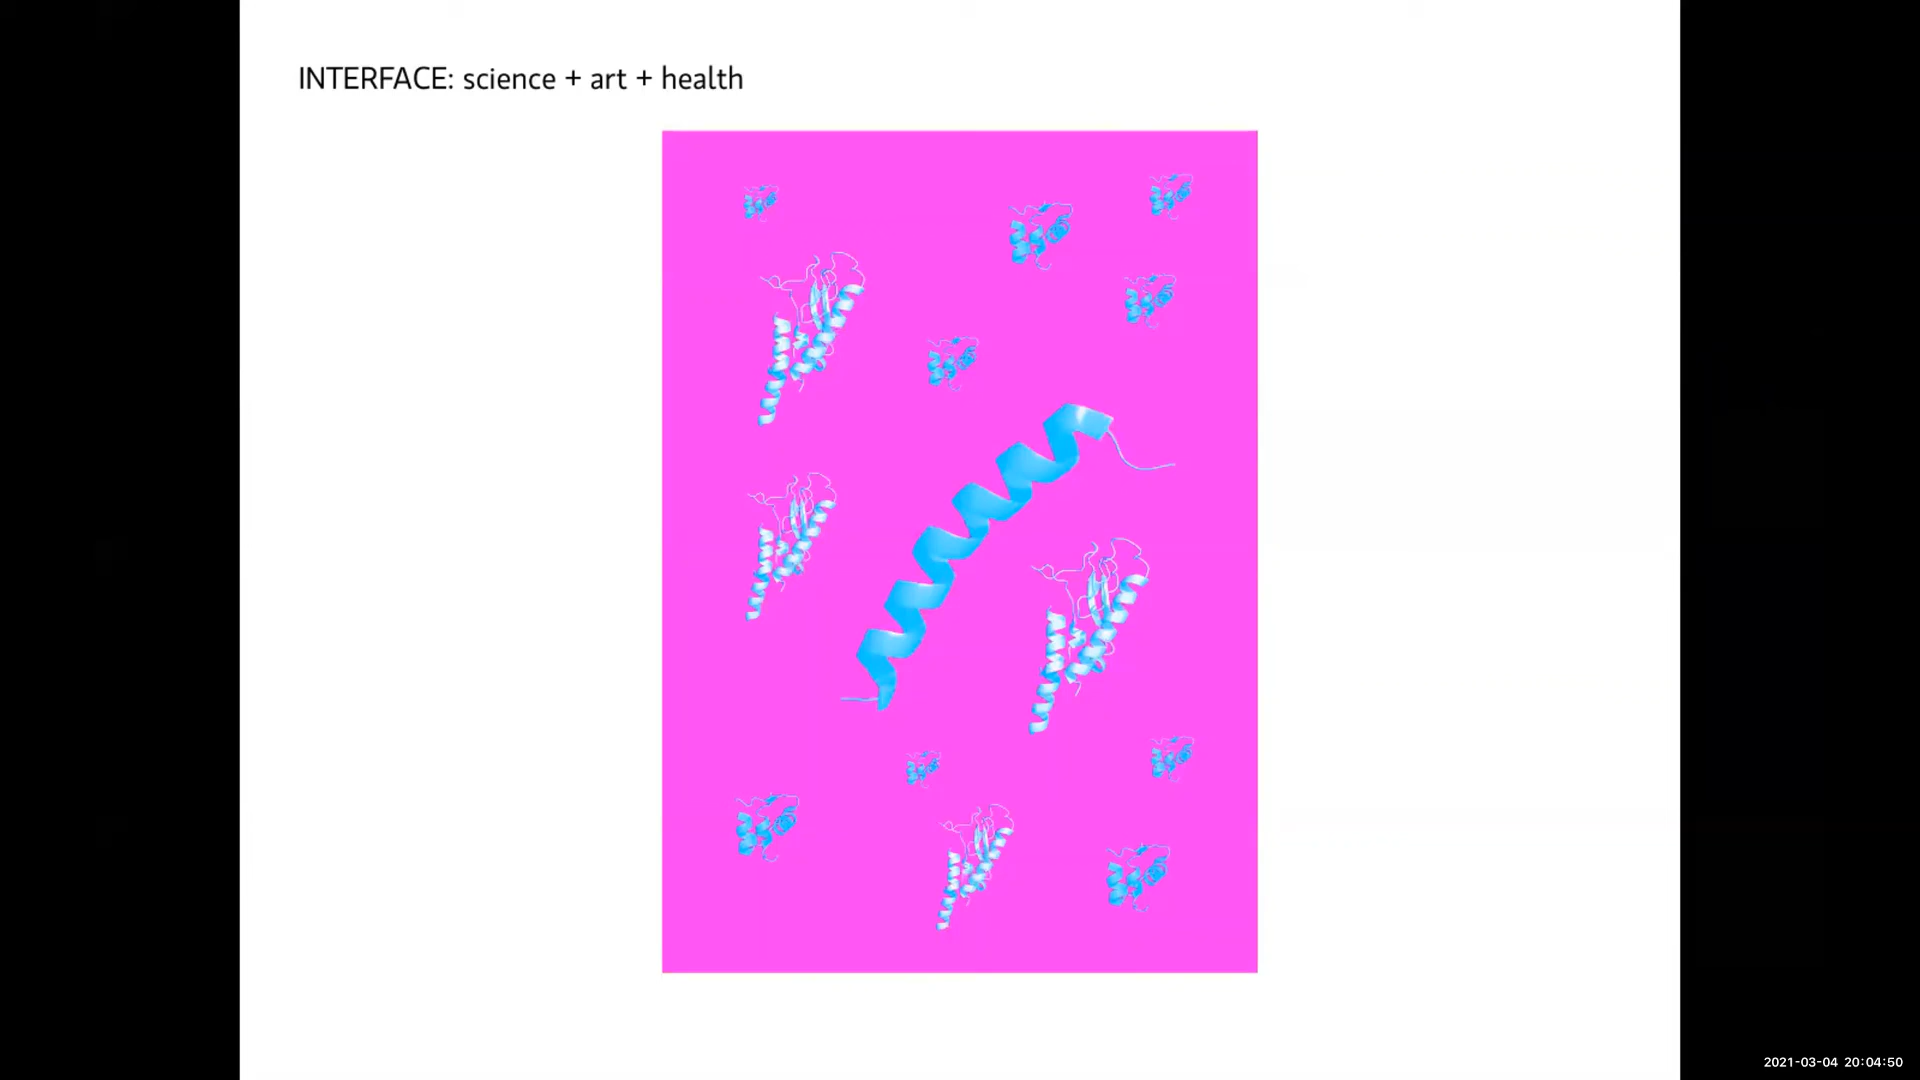 INTERFACE: science + art + health
2021-03-04 20:04:50